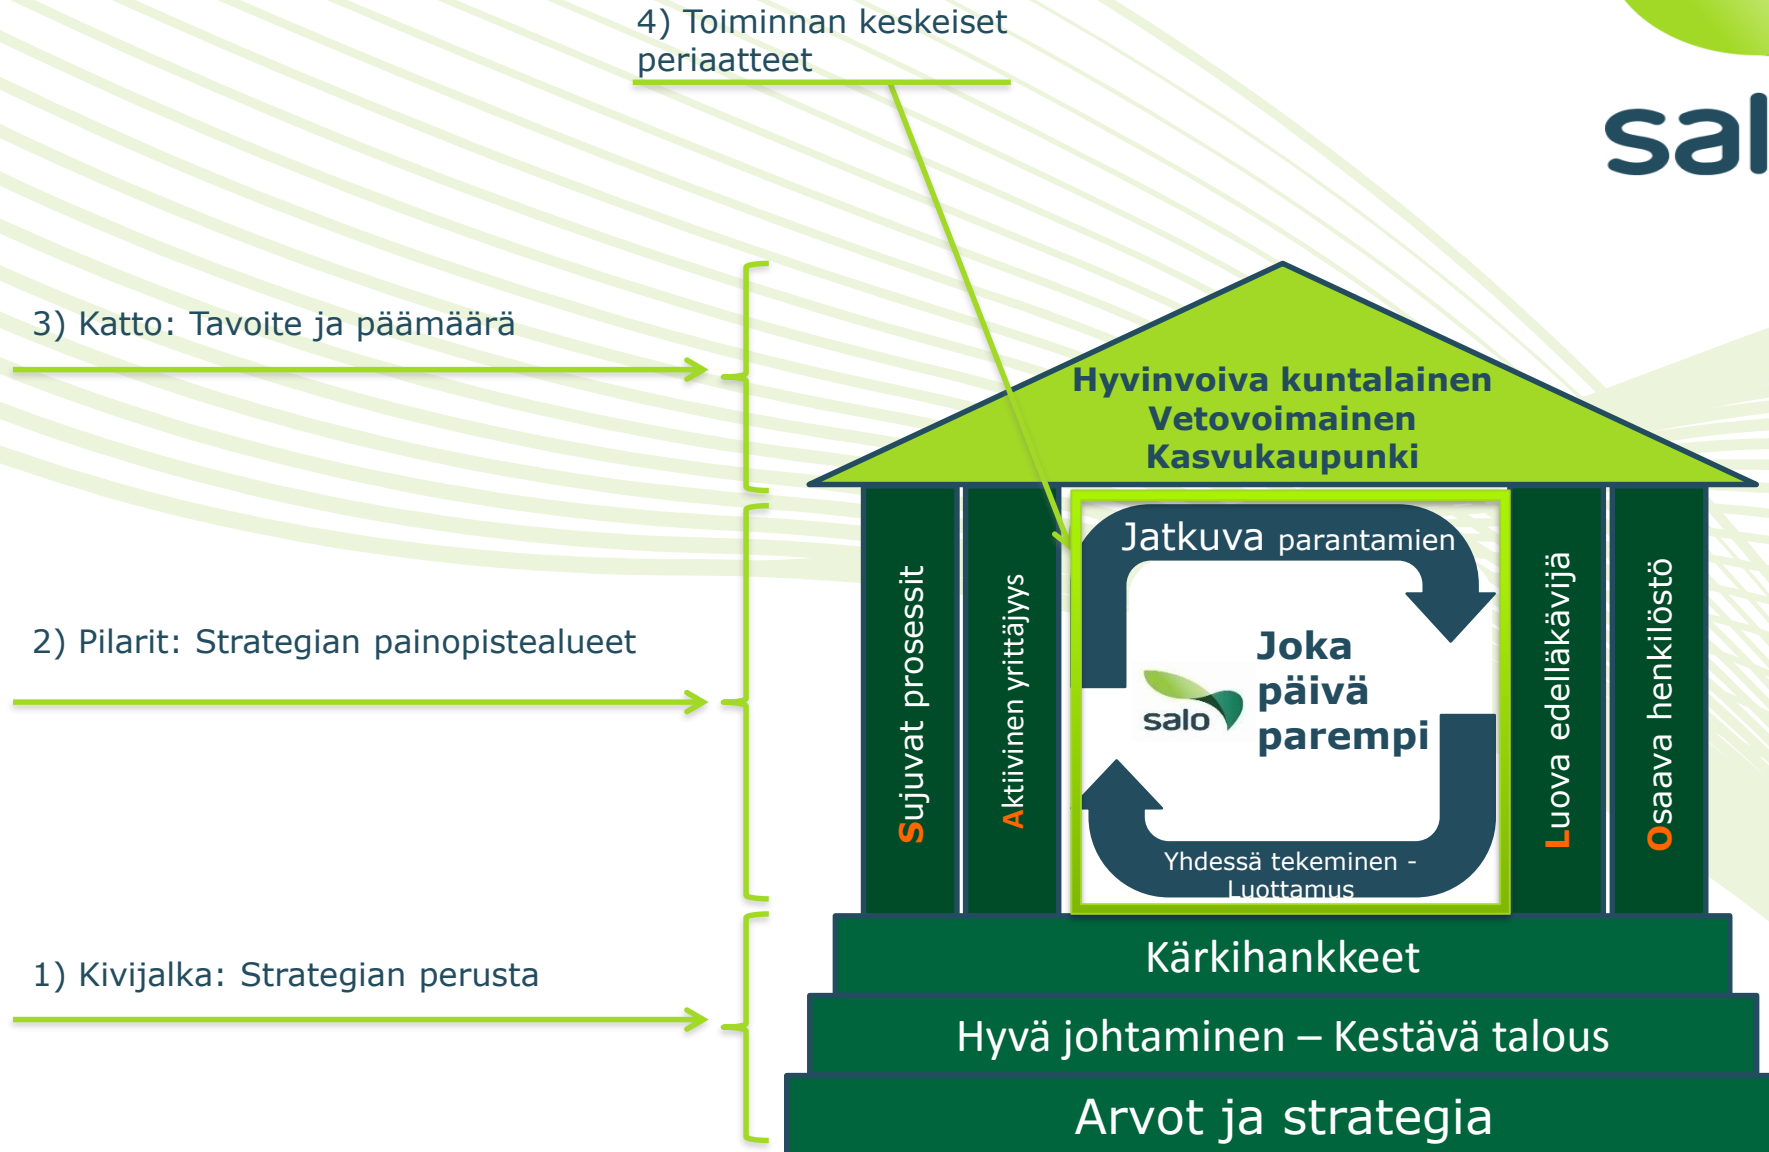 4) Toiminnan keskeiset
periaatteet
sal
3) Katto: Tavoite ja päämäärä
Hyvinvoiva kuntalainen
Vetovoimainen
Kasvukaupunki
2) Pilarit: Strategian painopistealueet
Sujuvat prosessit
Aktiivinen yrittäjyys
Jatkuva parantamien
Joka
päivä
parempi
salo
Yhdessä tekeminen -
Luottamus
Luova edelläkävijä
Osaava henkilöstö
1) Kivijalka: Strategian perusta
Kärkihankkeet
Hyvä johtaminen – Kestävä talous
Arvot ja strategia